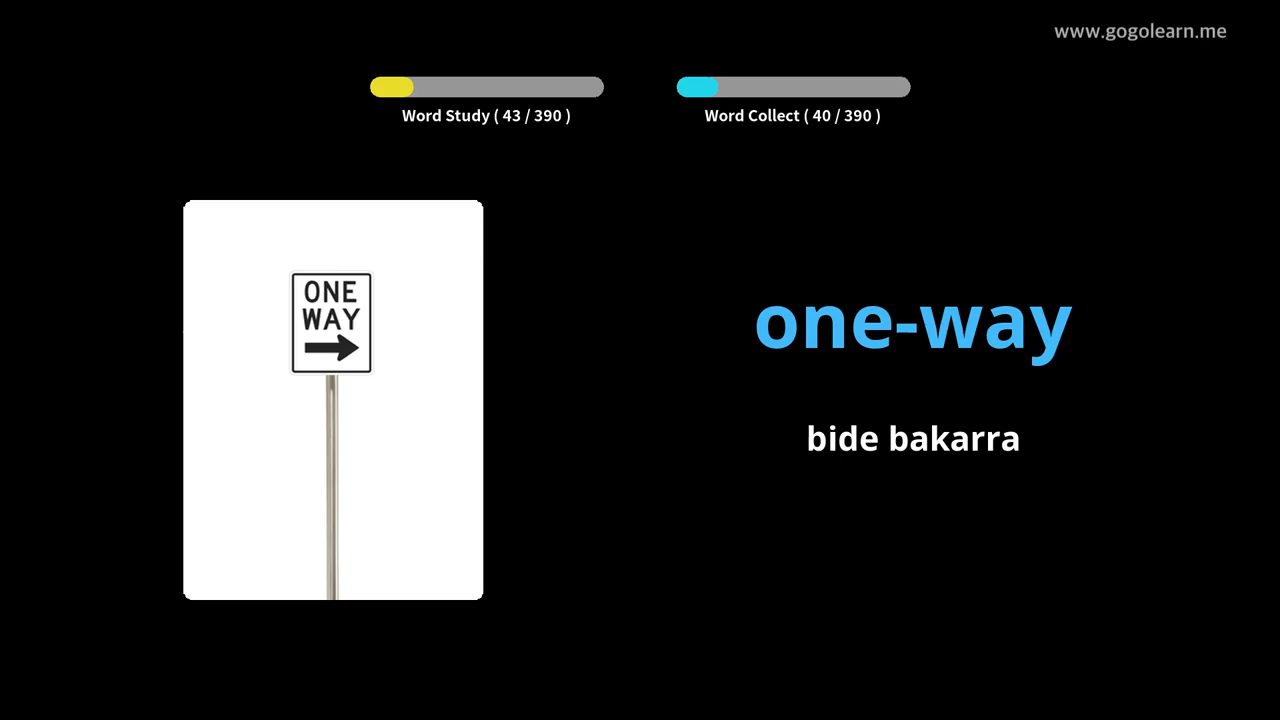 www.gogolearn.me
Word Study ( 43 / 390 )
Word Collect ( 40 / 390 )
ONE
WAY
one-way
bide bakarra